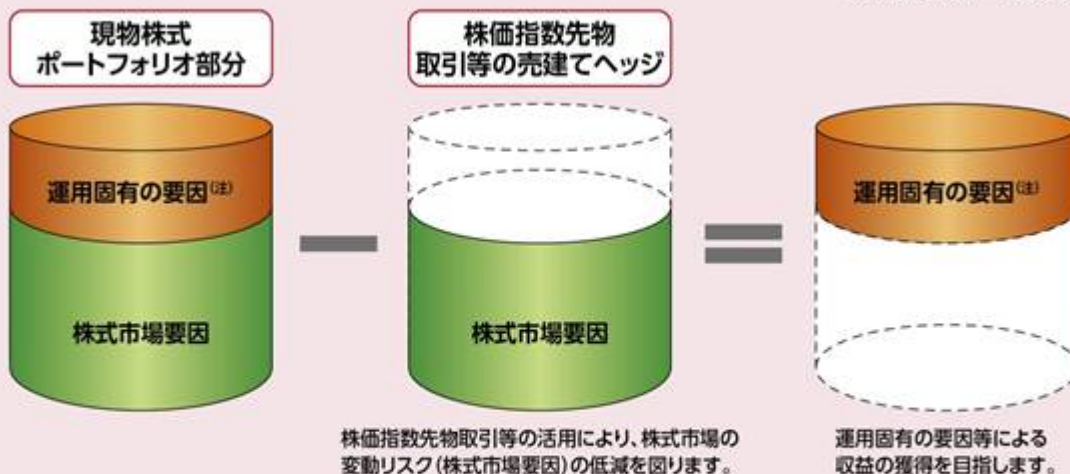 現物株式
ポートフォリオ部分
株価指数先物
取引等の売建てヘッジ
運用固有の要因(注)
株式市場要因
株式市場要因
運用固有の要因(注)
株価指数先物取引等の活用により、株式市場の
変動リスク(株式市場要因)の低減を図ります。
運用固有の要因等による
収益の獲得を目指します。